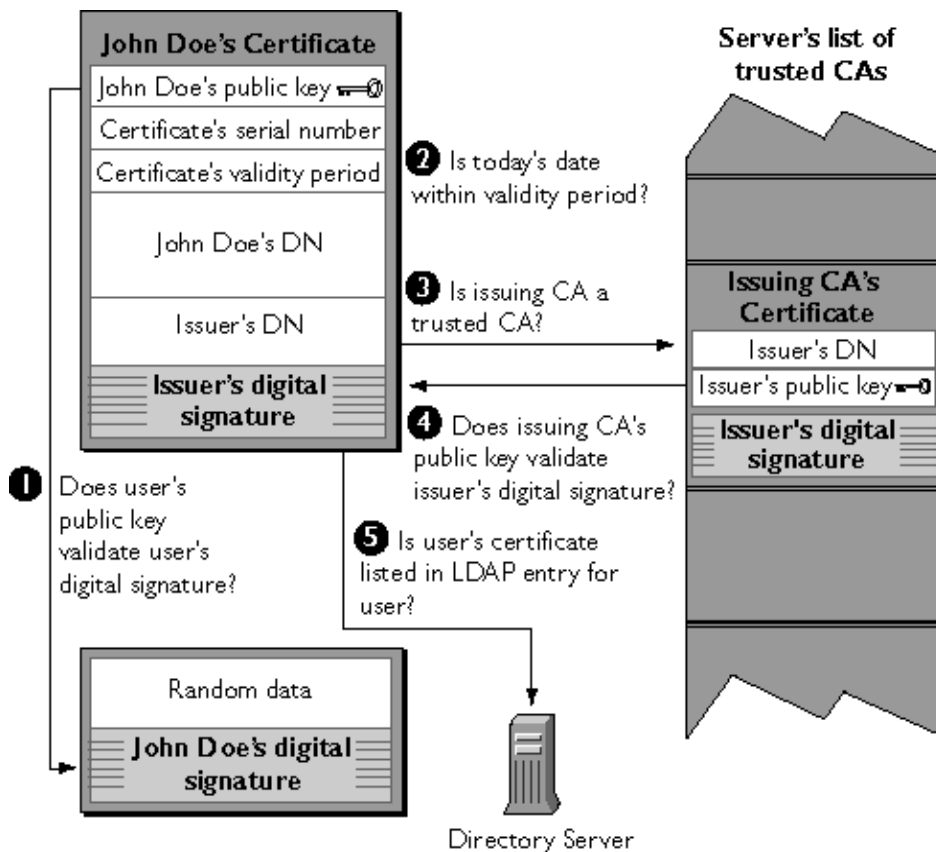 John Doe's Certificate
John Doe's public key
Certificate's serial number
Certificate's validity period
John Doe's DN
Issuer's DN
Issuer's digital
signature
Server's list of
trusted CAs
2 Is today's date
within validity period?
3 Is issuing CA a
trusted CA?
Issuing CA's
Certificate
Issuer's DN
Issuer's public key
Issuer's digital
signature
4 Does issuing CA's
public key validate
issuer's digital signature?
1 Does user's
public key
validate user's
digital signature?
5 Is user's certificate
listed in LDAP entry for
user?
Random data
John Doe's digital
signature
Directory Server